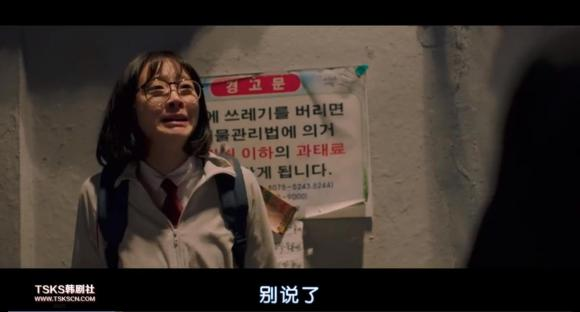 경고문
에 쓰레기를 버리면
물관리법에 의거
이하의 과태료
게 됩니다.
TSKS韩剧社
WWW.TSKSCN.COM
别说了